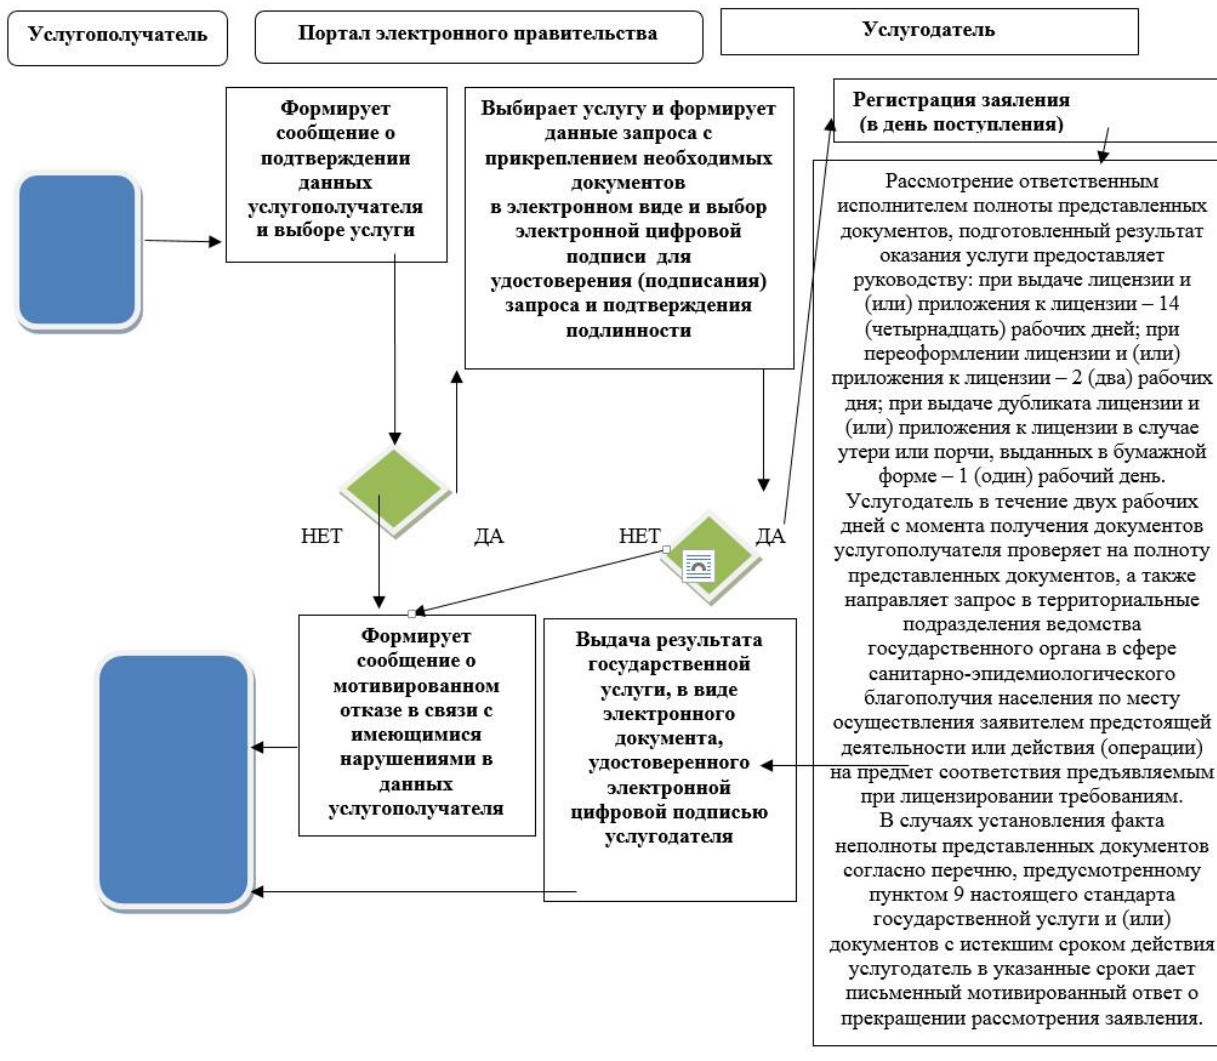 Услугополучатель
Портал электронного правительства
Услугодатель
Формирует
сообщение о
подтверждении
данных
услугополучателя
и выборе услуги
Выбирает услугу и формирует
данные запроса с
прикреплением необходимых
документов
в электронном виде и выбор
электронной цифровой
подписи для
удостоверения (подписания)
запроса и подтверждения
подлинности
Регистрация заяления
(в день поступления)
Рассмотрение ответственным
исполнителем полноты представленных
документов, подготовленный результат
оказания услуги предоставляет
руководству: при выдаче лицензии и
(или) приложения к лицензии – 14
(четырнадцать) рабочих дней; при
переоформлении лицензии и (или)
приложения к лицензии – 2 (два) рабочих
дня; при выдаче дубликата лицензии и
(или) приложения к лицензии в случае
утери или порчи, выданных в бумажной
форме – 1 (один) рабочий день.
Услугодатель в течение двух рабочих
дней с момента получения документов
услугополучателя проверяет на полноту
представленных документов, а также
направляет запрос в территориальные
подразделения ведомства
государственного органа в сфере
санитарно-эпидемиологического
благополучия населения по месту
осуществления заявителем предстоящей
деятельности или действия (операции)
на предмет соответствия предъявляемым
при лицензировании требованиям.
В случаях установления факта
неполноты представленных документов
согласно перечню, предусмотренному
пунктом 9 настоящего стандарта
государственной услуги и (или)
документов с истекшим сроком действия
услугодатель в указанные сроки дает
письменный мотивированный ответ о
прекращении рассмотрения заявления.
НЕТ
ДА
НЕТ
ДА
Формирует
сообщение о
мотивированном
отказе в связи с
имеющимися
нарушениями в
данных
услугополучателя
Выдача результата
государственной
услуги, в виде
электронного
документа,
удостоверенного
электронной
цифровой подписью
услугодателя